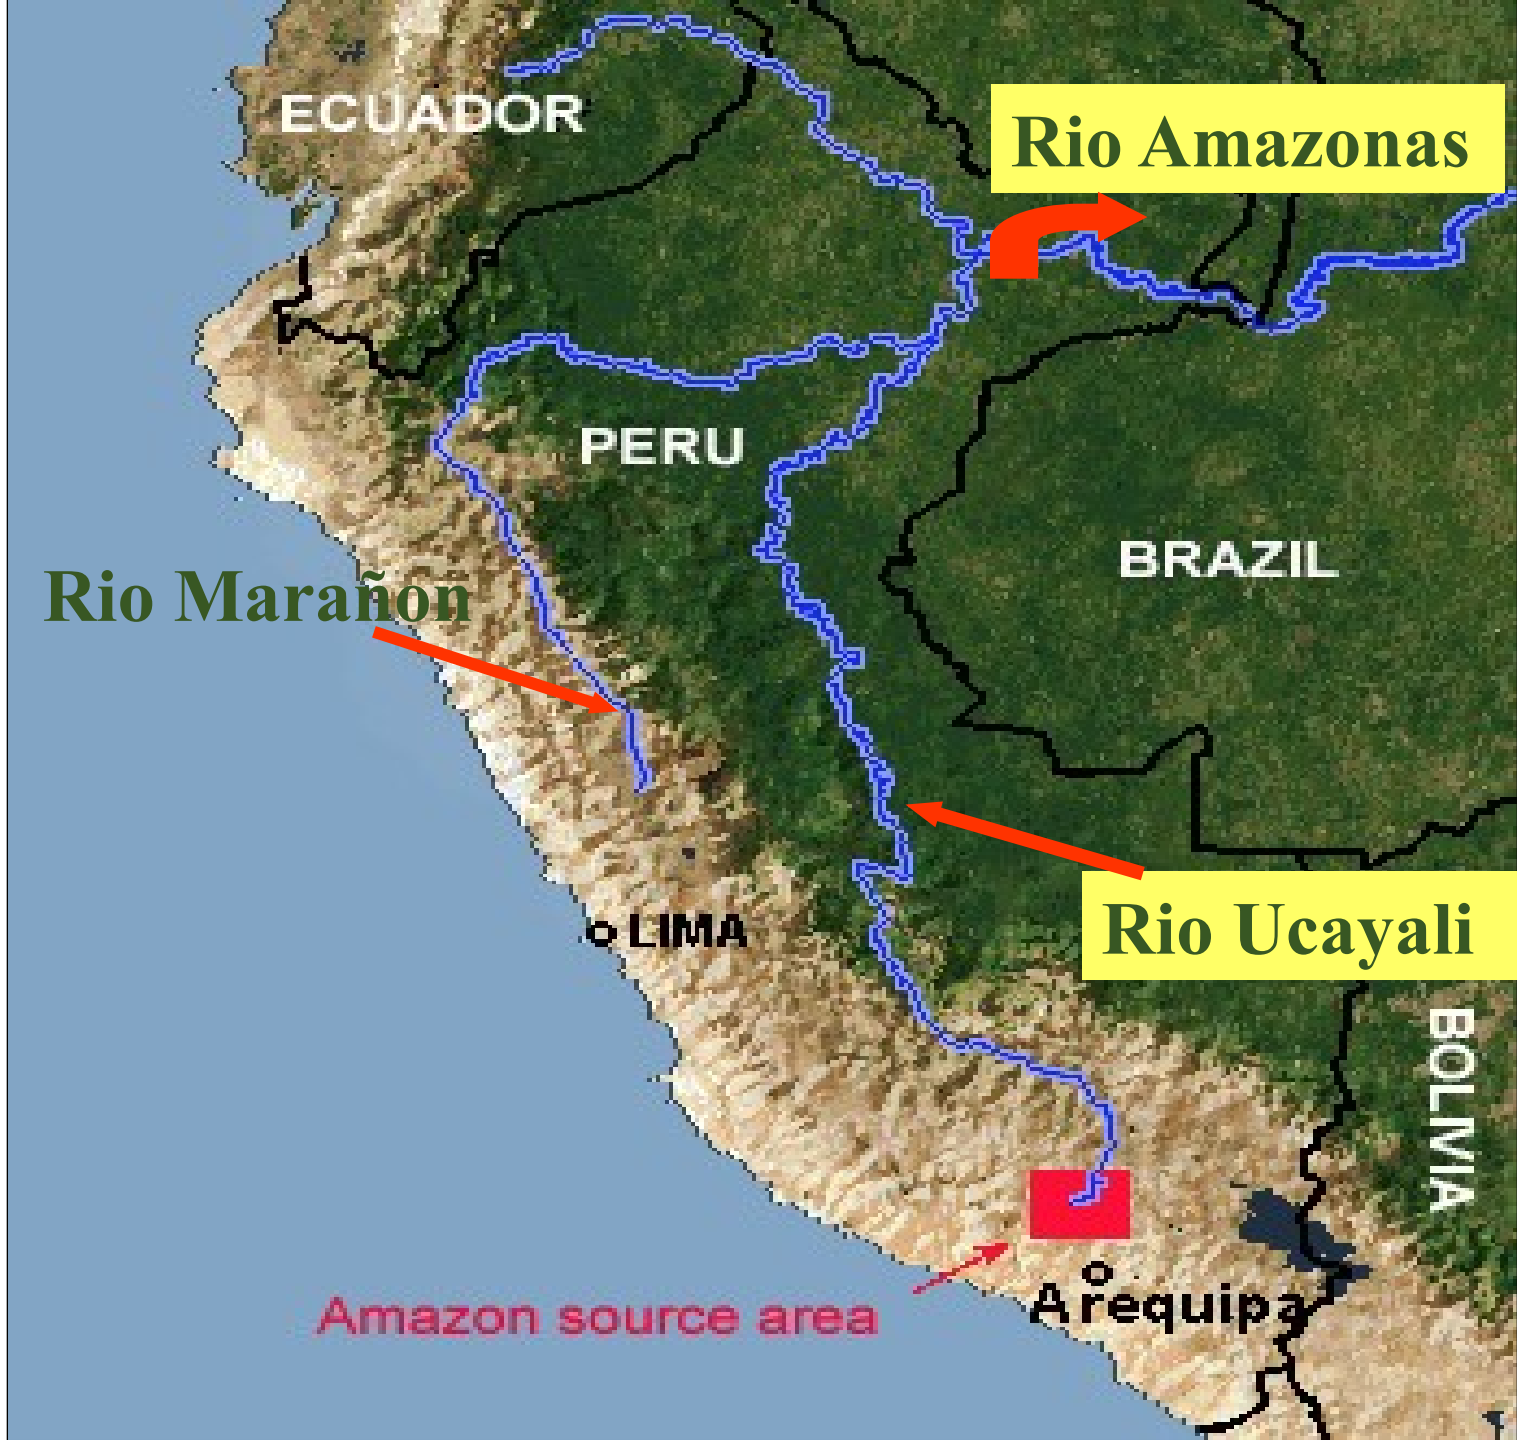 ECUADOR
Rio Amazonas
PERU
BRAZIL
Rio Marañon
Rio Ucayali
LIMA
BOLIVIA
Amazon source area
Arequipa